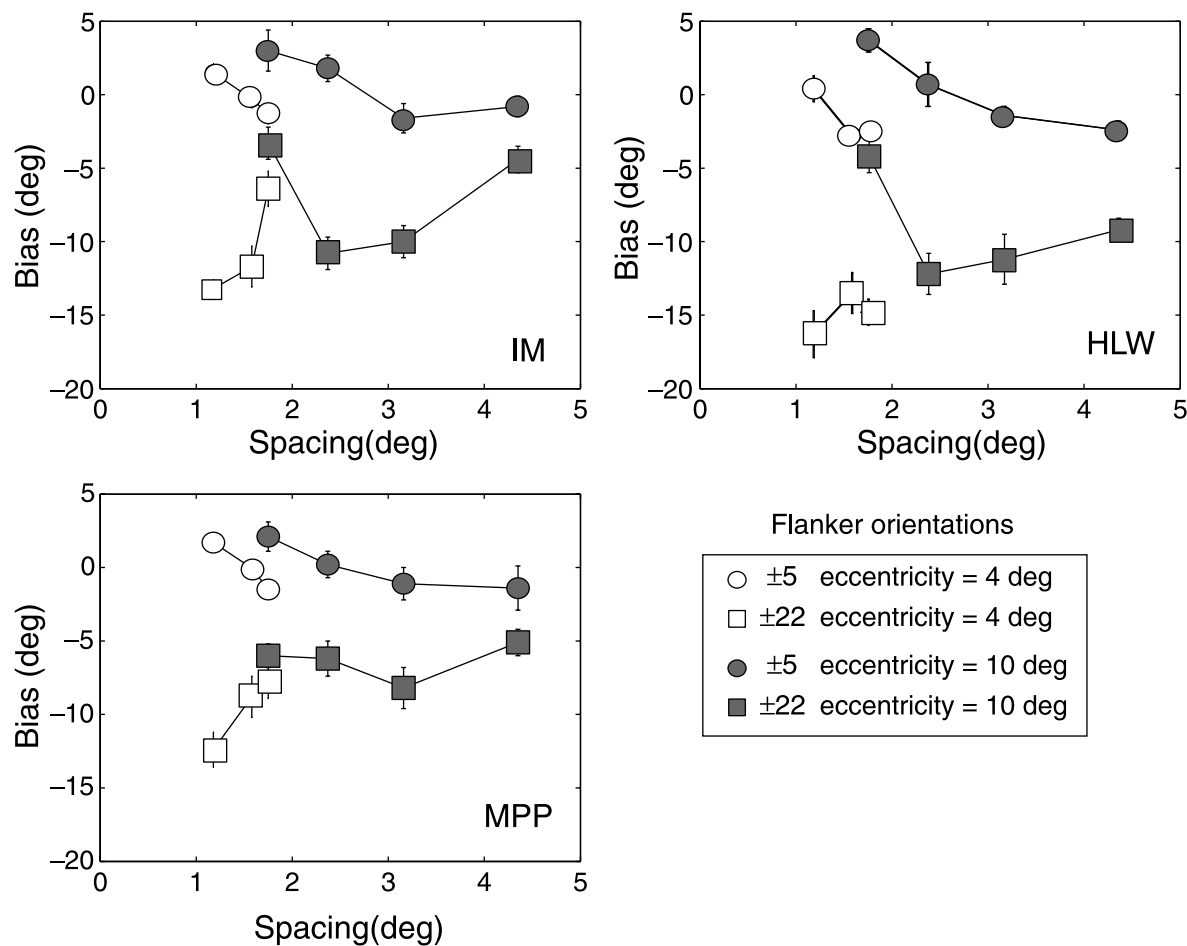 5
0
−5
−10
−15
−20
Bias (deg)
0 1 2 3 4 5
Spacing(deg)
IM
5
0
−5
−10
−15
−20
Bias (deg)
0 1 2 3 4 5
Spacing(deg)
HLW
5
0
−5
−10
−15
−20
Bias (deg)
0 1 2 3 4 5
Spacing(deg)
MPP
Flanker orientations
±5 eccentricity = 4 deg
±22 eccentricity = 4 deg
±5 eccentricity = 10 deg
±22 eccentricity = 10 deg